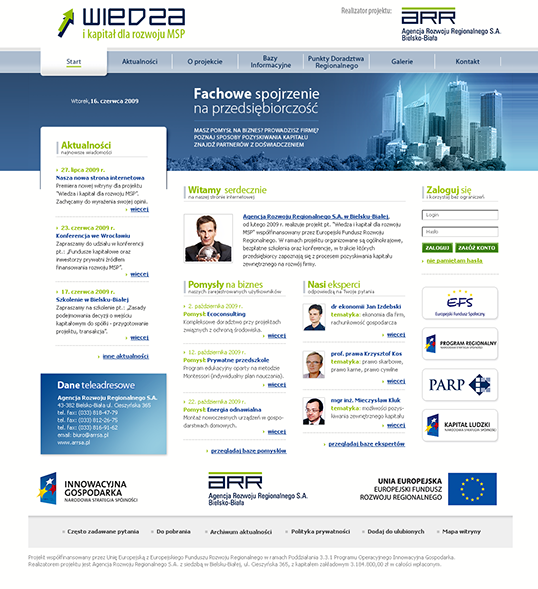 WIEDZA
i kapitał dla rozwoju MSP
Realizator projektu:
ARR
Agencja Rozwoju Regionalnego S.A.
Bielsko-Biała
Start
Aktualności
O projekcie
Bazy Informacyjne
Punkty Doradztwa Regionalnego
Galerie
Kontakt
Wtorek, 16. czerwca 2009
Fachowe spojrzenie
na przedsiębiorczość
MASZ POMYSŁ NA BIZNES? PROWADZISZ FIRMĘ?
POZNAJ SPOSOBY POZYSKIWANIA KAPITAŁU
ZNAJDŹ PARTNERÓW Z DOŚWIADCZENIEM
Aktualności
najnowsze wiadomości
27. lipca 2009 r.
Nasza nowa strona internetowa
Premiera nowej witryny dla projektu
"Wiedza i kapitał dla rozwoju MSP".
Zachęcamy do wyrażenia swojej opinii.
więcej
23. czerwca 2009 r.
Konferencja we Wrocławiu
Zapraszamy do udziału w konferencji
pt.: „Fundusze oraz
inwestorzy prywatni źródłem
finansowania rozwoju MSP".
więcej
17. czerwca 2009 r.
Szkolenie w Bielsku-Białej
Zapraszamy na szkolenie pt.: „Zasady
podejmowania decyzji o wejściu
kapitałowym do spółki - przygotowanie
projektu, transakcja".
więcej
inne aktualności
Dane teleadresowe
Agencja Rozwoju Regionalnego S.A.
43-382 Bielsko-Biała ul. Cieszyńska 365
tel. fax: (033) 818-47-79
tel. fax: (033) 812-26-75
tel. fax: (033) 816-91-62
email: biuro@arrsa.pl
www.arrsa.pl
Witamy serdecznie
na naszej stronie internetowej
Agencja Rozwoju Regionalnego S.A. w Bielsku-Białej,
od lutego 2009 r. realizuje projekt pt. "Wiedza i kapitał dla rozwoju
MSP" współfinansowany przez Europejski Fundusz Rozwoju
Regionalnego. W ramach projektu organizowane są ogólnokrajowe,
bezpłatne szkolenia oraz konferencje, w trakcie których
przedsiębiorcy zapoznają się z procesem pozyskiwania kapitału
zewnętrznego na rozwój firmy.
Pomysły na biznes
naszych zarejestrowanych użytkowników
2. października 2009 r.
Pomysł: Ecoconsulting
Kompleksowe doradztwo przy projektach
związnych z ochroną środowiska.
więcej
12. października 2009 r.
Pomysł: Prywatne przedszkole
Program edukacyjny oparty na metodzie
Montessori (indywidualny plan nauczania).
więcej
22. października 2009 r.
Pomysł: Energia odnawialna
Montaż nowoczesnych urządzeń w gospo-
darstwach domowych.
więcej
przeglądaj bazę pomysłów
Nasi eksperci
odpowiedzą na Twoje pytania
dr ekonomii Jan Izdebski
tematyka: ekonomia dla firm,
rachunkowość gospodarcza
więcej
prof. prawa Krzysztof Kos
tematyka: prawo skarbowe,
prawo karne, prawo cywilne
więcej
mgr inż. Mieczysław Kluk
tematyka: możliwości pozys-
kiwania zewnętrznego kapitału
więcej
przeglądaj bazę ekspertów
Zaloguj się
i korzystaj bez ograniczeń
Login
Hasło
ZALOGUJ
ZAŁÓŻ KONTO
nie pamiętam hasła
EFS
Europejski Fundusz Społeczny
PROGRAM REGIONALNY
NARODOWA STRATEGIA SPÓJNOŚCI
PARP
KAPITAŁ LUDZKI
NARODOWA STRATEGIA SPÓJNOŚCI
INNOWACYJNA
GOSPODARKA
NARODOWA STRATEGIA SPÓJNOŚCI
ARR
Agencja Rozwoju Regionalnego S.A.
Bielsko-Biała
UNIA EUROPEJSKA
EUROPEJSKI FUNDUSZ
ROZWOJU REGIONALNEGO
Często zadawane pytania
Do pobrania
Archiwum aktualności
Polityka prywatności
Dodaj do ulubionych
Mapa witryny
Projekt współfinansowany przez Unię Europejską z Europejskiego Funduszu Rozwoju Regionalnego w ramach Poddziałania 3.3.1 Programu Operacyjnego Innowacyjna Gospodarka.
Realizatorem projektu jest Agencja Rozwoju Regionalnego S.A. z siedzibą w Bielsku-Białej, ul. Cieszyńska 365, z kapitałem zakładowym 3.184.800,00 zł w całości wpłaconym.